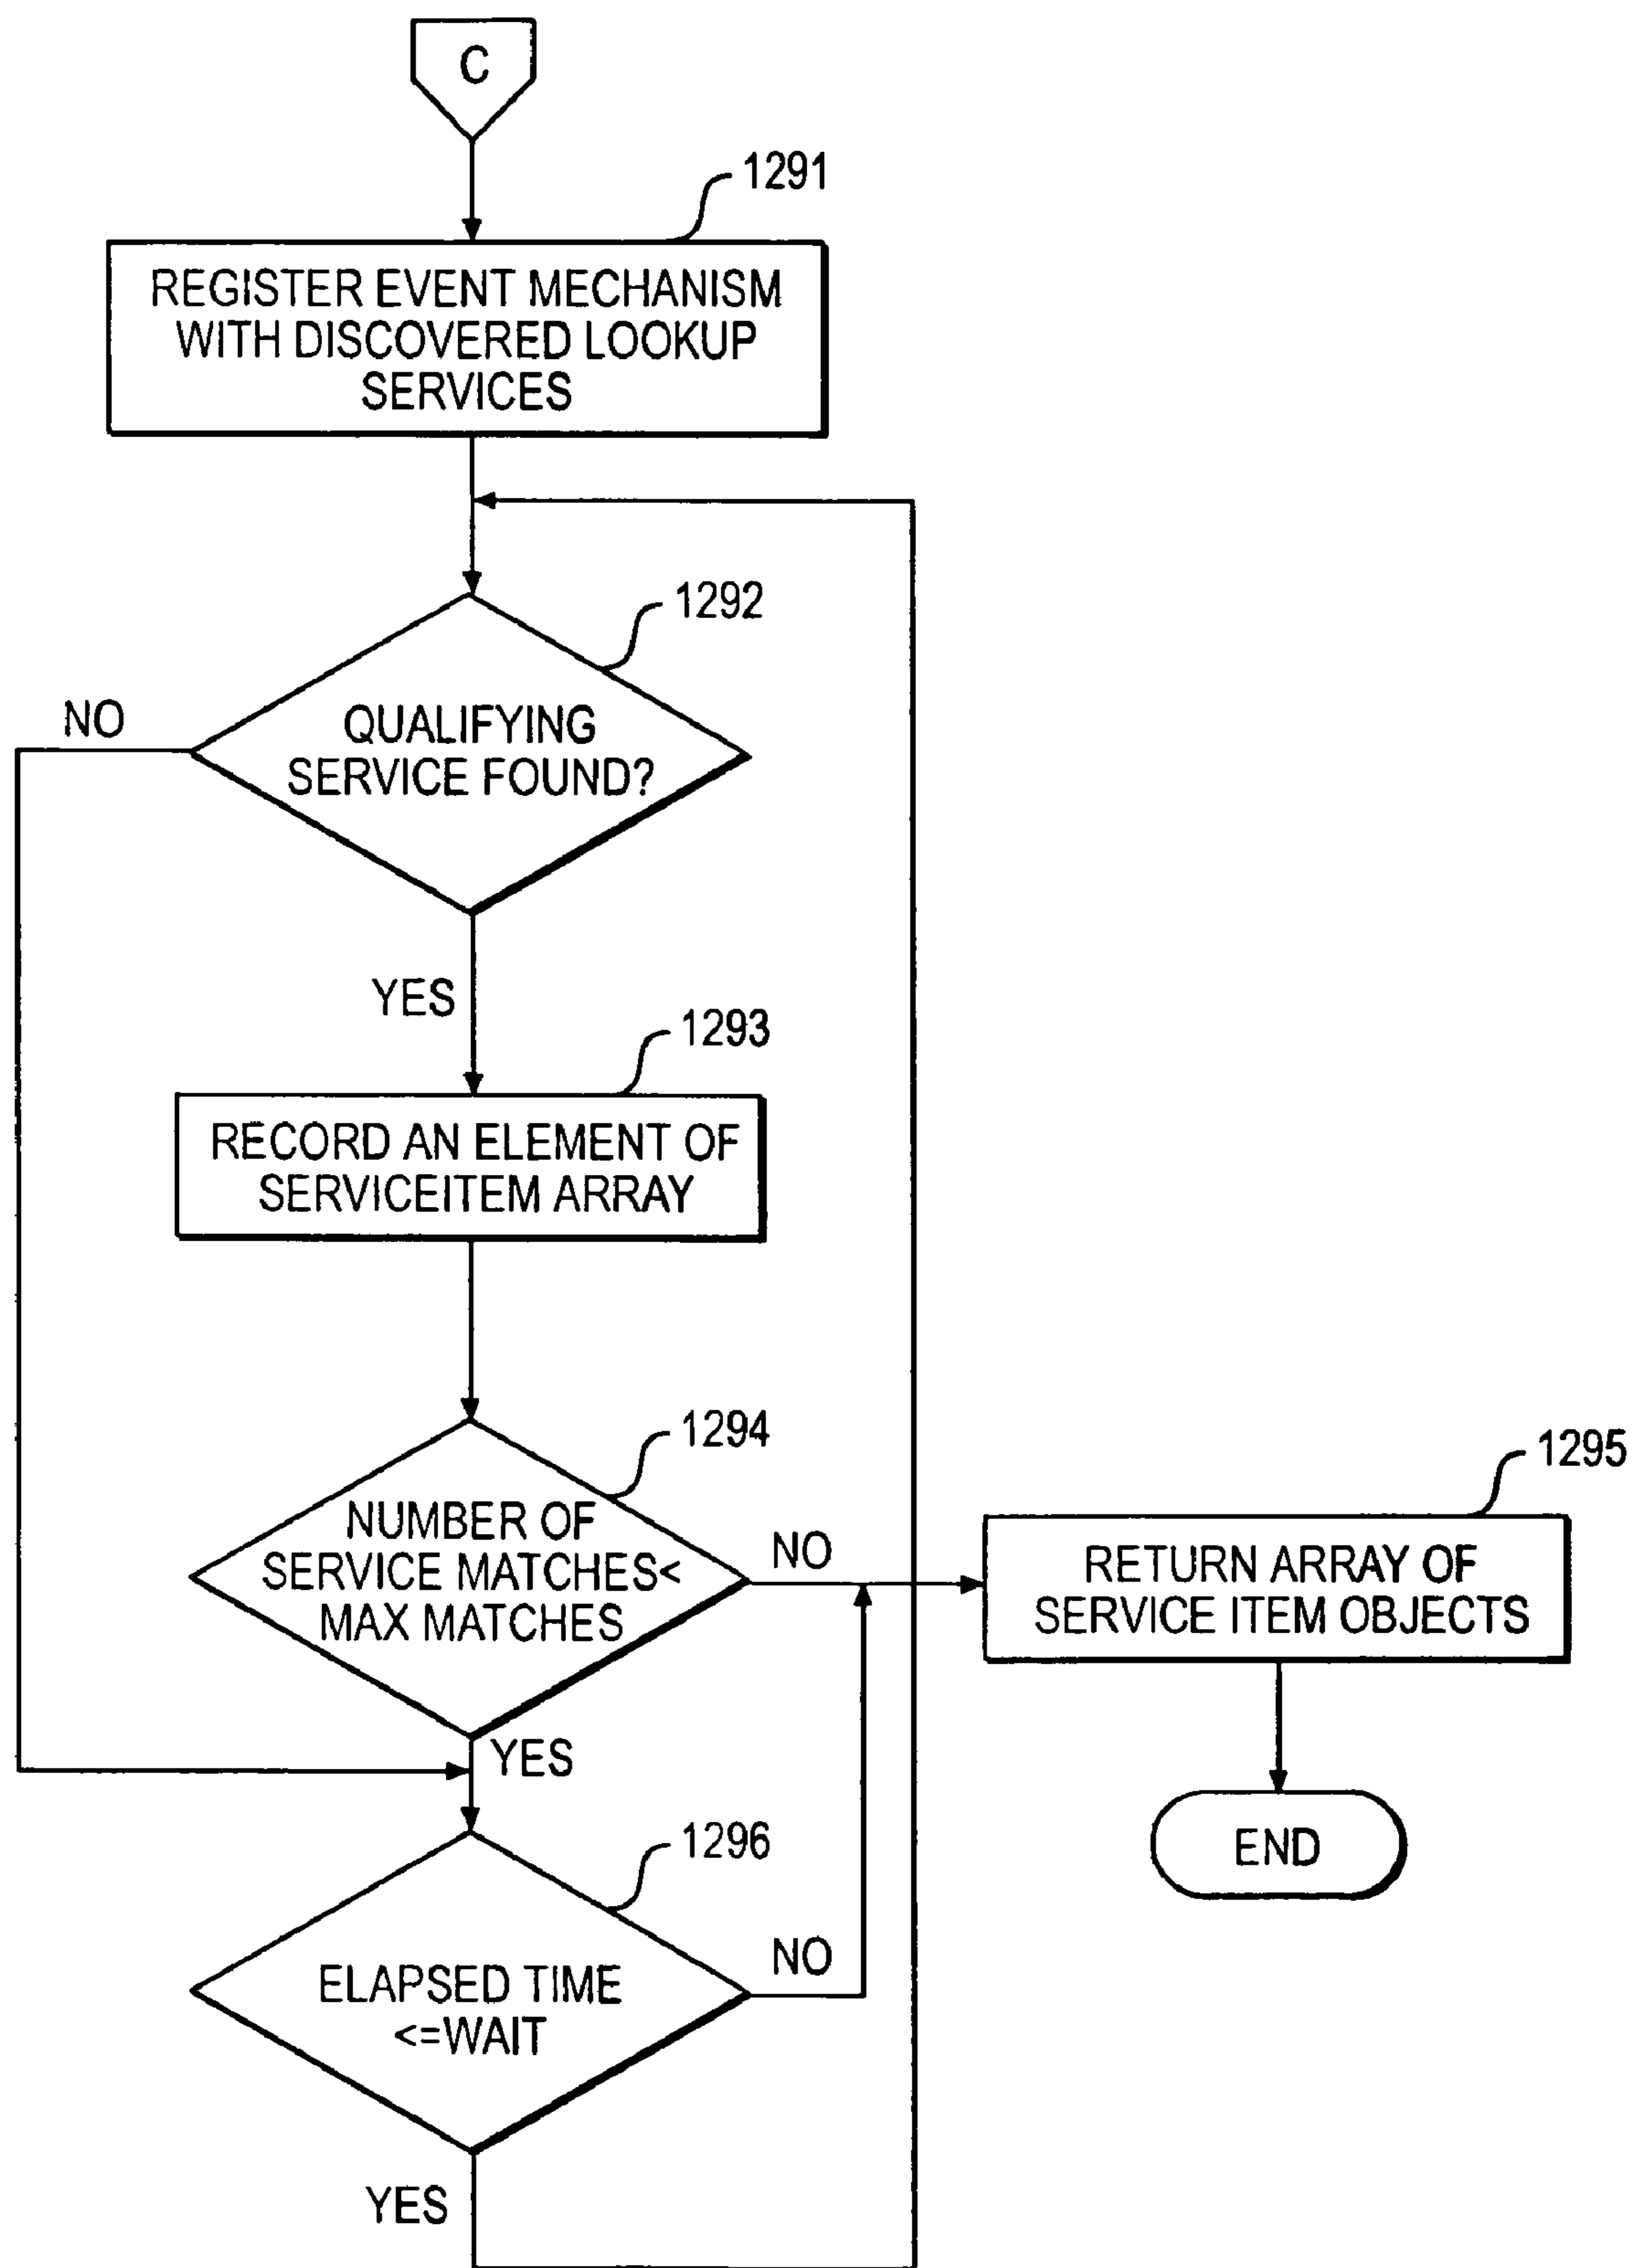 C
1291
REGISTER EVENT MECHANISM
WITH DISCOVERED LOOKUP
SERVICES
1292
NO
QUALIFYING
SERVICE FOUND?
YES
1293
RECORD AN ELEMENT OF
SERVICEITEM ARRAY
1294
NUMBER OF
SERVICE MATCHES<
MAX MATCHES
NO
YES
1295
RETURN ARRAY OF
SERVICE ITEM OBJECTS
END
1296
ELAPSED TIME
<=WAIT
NO
YES